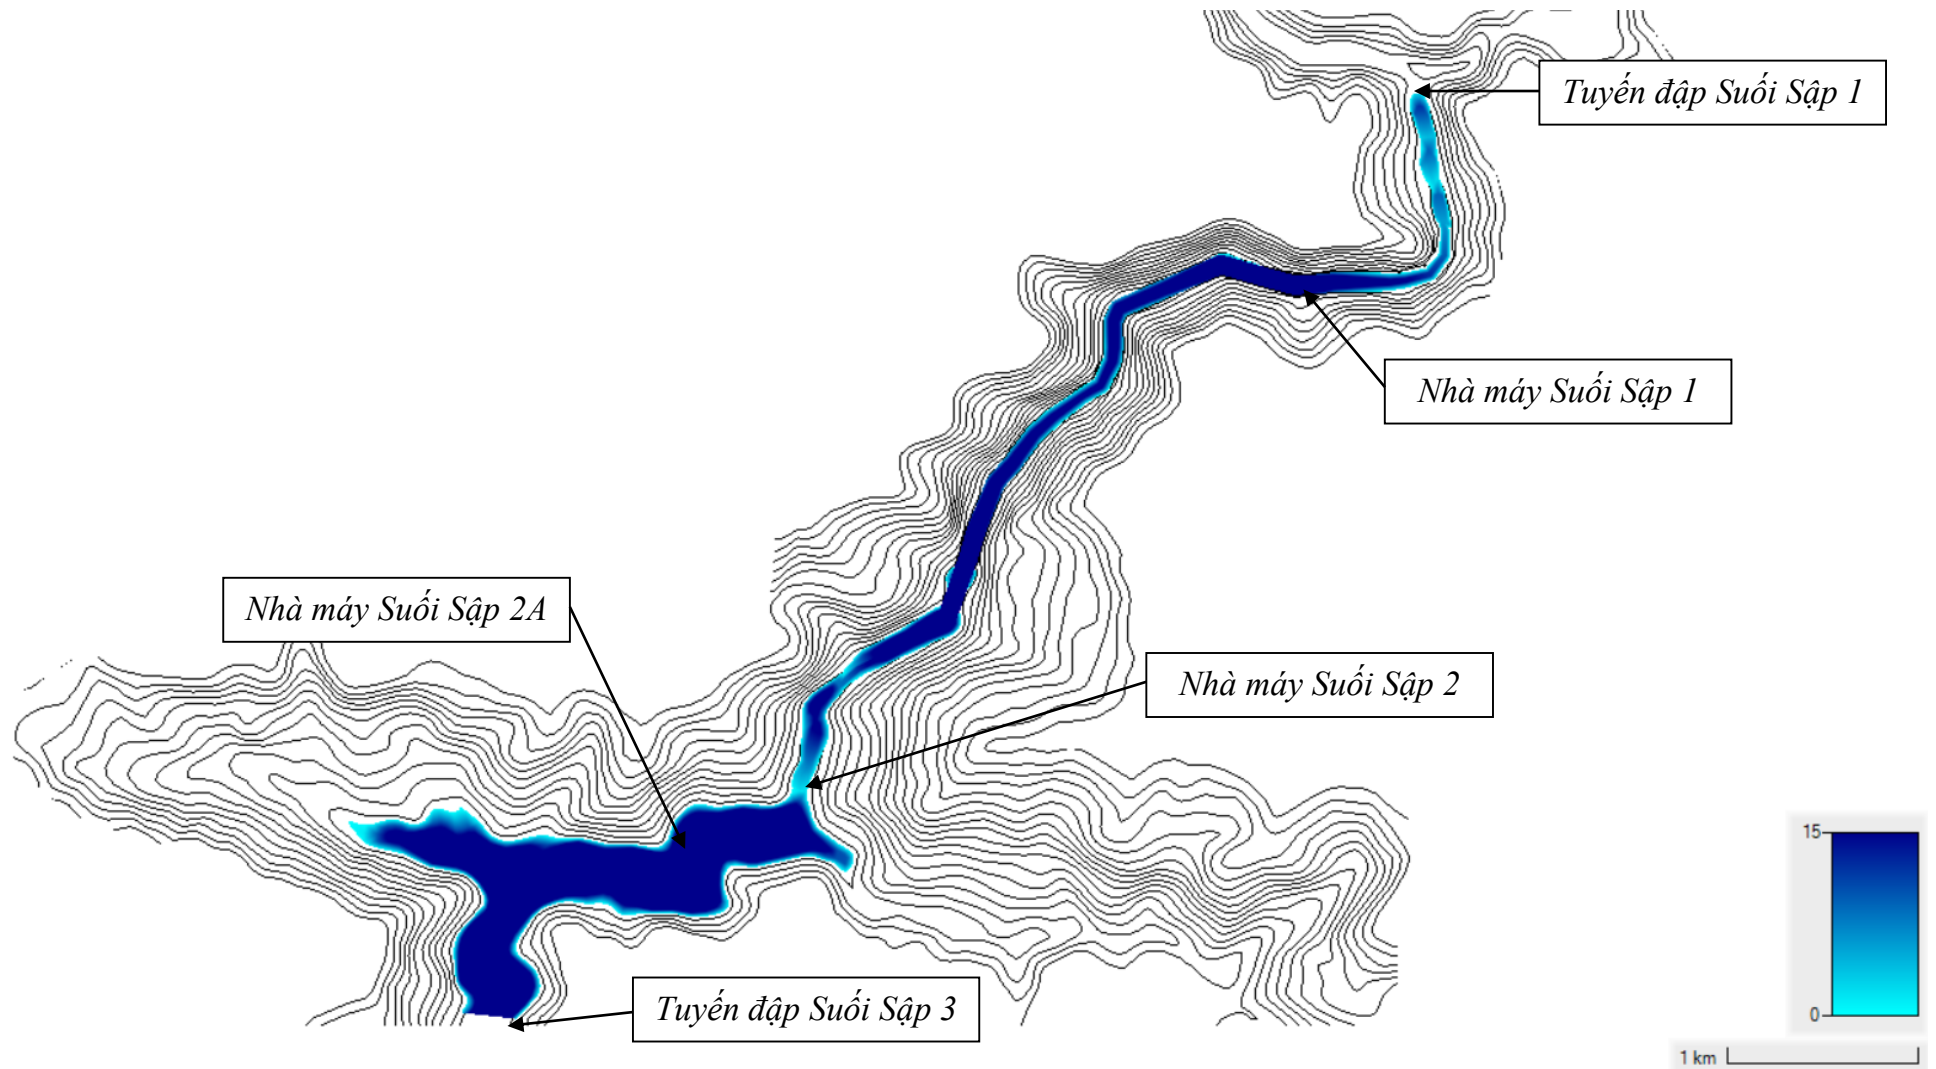 Tuyến đập Suối Sập 1
Nhà máy Suối Sập 1
Nhà máy Suối Sập 2A
Nhà máy Suối Sập 2
Tuyến đập Suối Sập 3
15
0
1 km